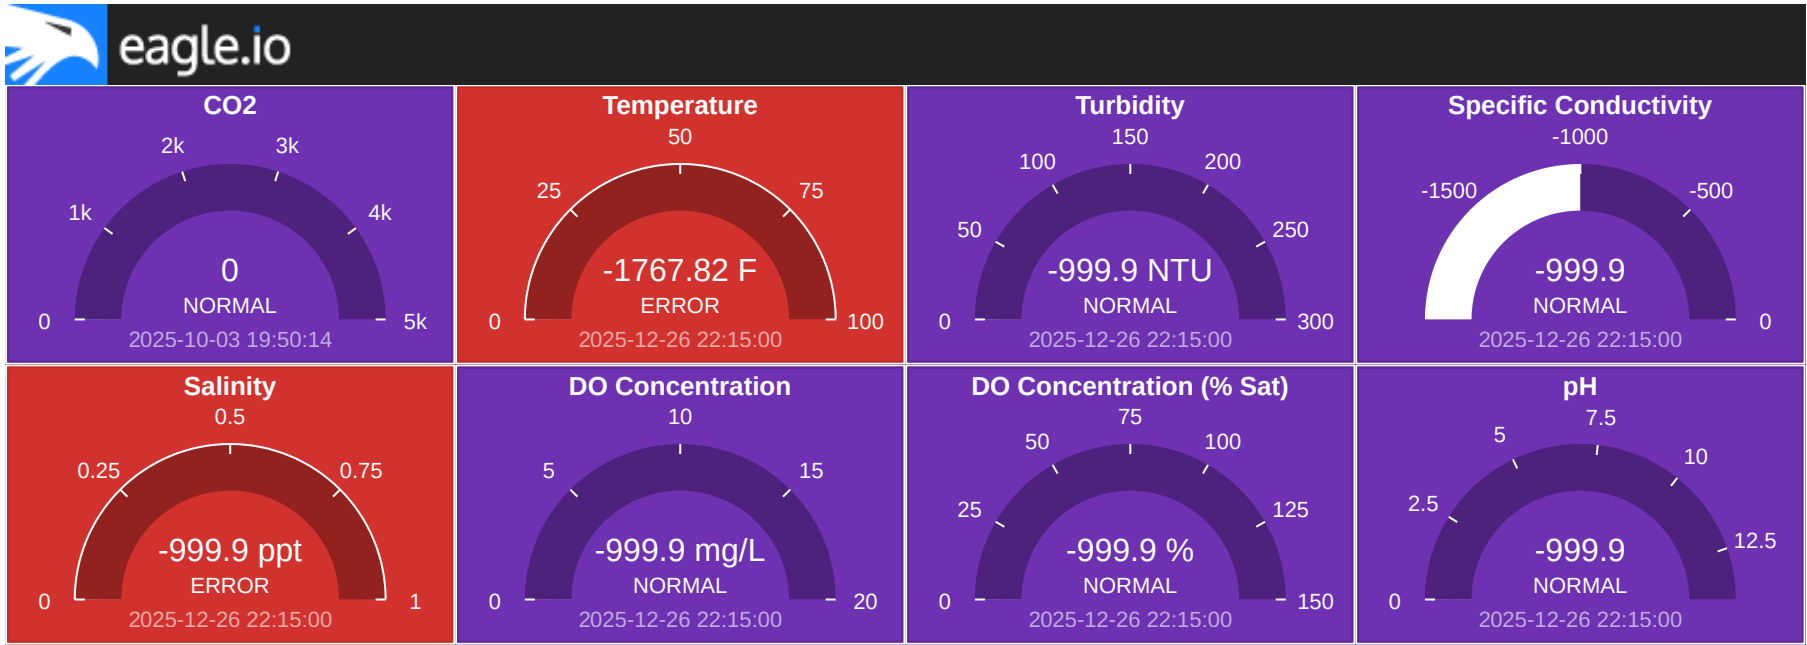 eagle.io
CO2
2k 3k
1k 4k
0
NORMAL
0 5k
2025-10-03 19:50:14
Temperature
50
25 75
-1767.82 F
ERROR
0 100
2025-12-26 22:15:00
Turbidity
150
100 200
50 250
-999.9 NTU
NORMAL
0 300
2025-12-26 22:15:00
Specific Conductivity
-1000
-1500 -500
-999.9
NORMAL
0
2025-12-26 22:15:00
Salinity
0.5
0.25 0.75
-999.9 ppt
ERROR
0 1
2025-12-26 22:15:00
DO Concentration
10
5 15
-999.9 mg/L
NORMAL
0 20
2025-12-26 22:15:00
DO Concentration (% Sat)
75
50 100
25 125
-999.9 %
NORMAL
0 150
2025-12-26 22:15:00
pH
7.5
5 10
2.5 12.5
-999.9
NORMAL
0
2025-12-26 22:15:00